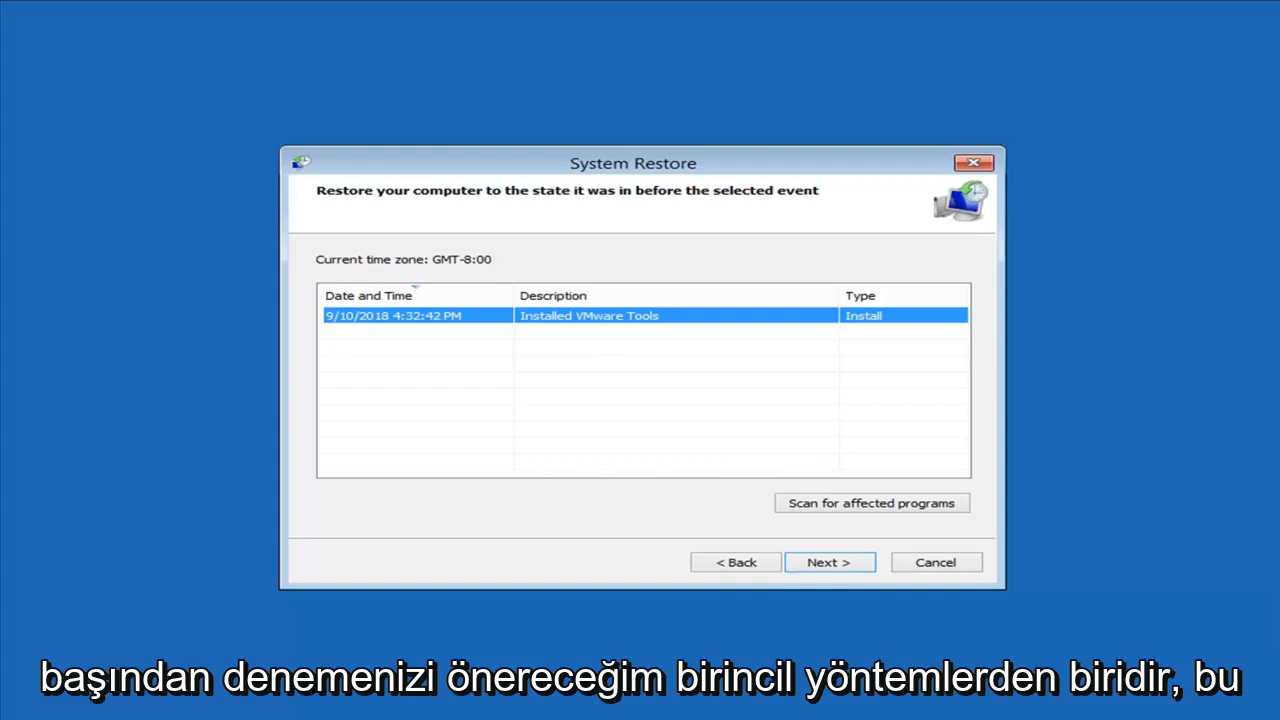 System Restore
Restore your computer to the state it was in before the selected event
Current time zone: GMT-8:00
Date and Time Description Type
9/10/2018 4:32:42 PM Installed VMware Tools Install
Scan for affected programs
< Back Next > Cancel
başından denemenizi önereceğim birincil yöntemlerden biridir, bu